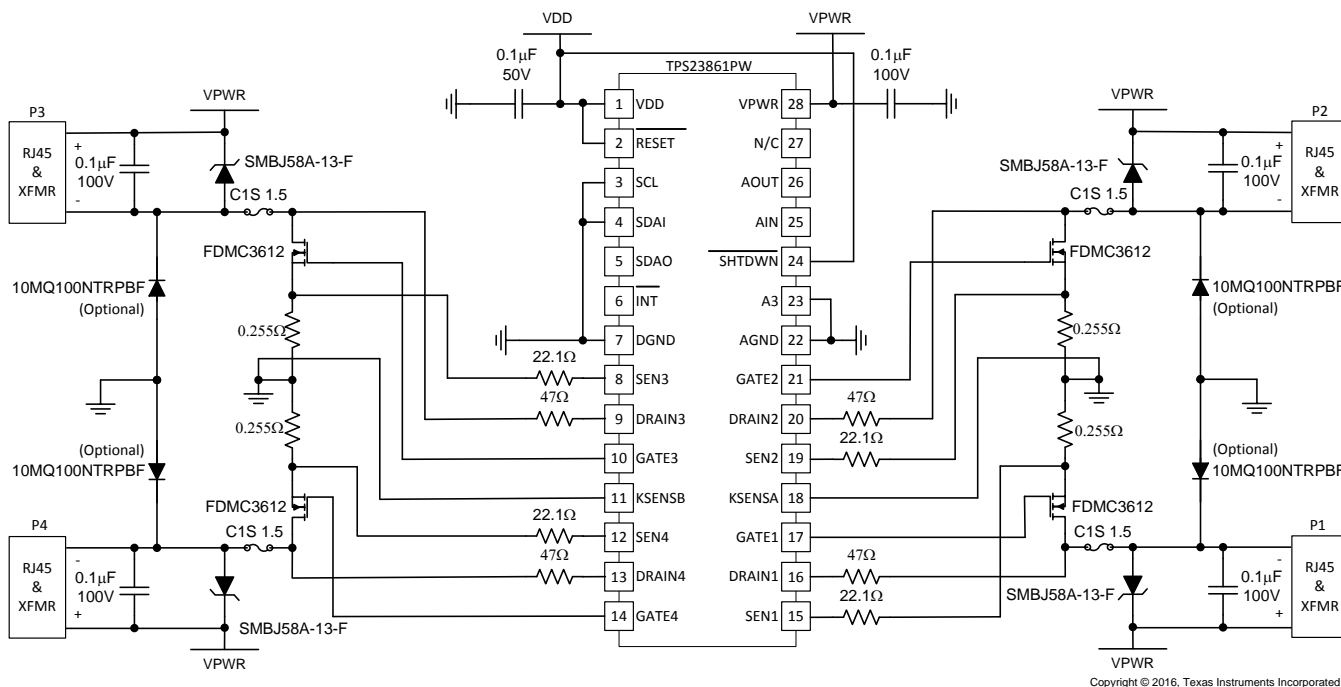 VDD
VPWR
0.1μF
50V
TPS23861PW
0.1μF
100V
VPWR
P3
RJ45
&
XFMR
+
-
0.1μF
100V
SMBJ58A-13-F
C1S 1.5
FDMC3612
10MQ100NTRPBF
(Optional)
0.255Ω
0.255Ω
(Optional)
10MQ100NTRPBF
FDMC3612
C1S 1.5
P4
RJ45
&
XFMR
-
+
0.1μF
100V
SMBJ58A-13-F
VPWR
22.1Ω
47Ω
22.1Ω
47Ω
1 VDD
2 RESET
3 SCL
4 SDAI
5 SDAO
6 INT
7 DGND
8 SEN3
9 DRAIN3
10 GATE3
11 KSENSB
12 SEN4
13 DRAIN4
14 GATE4
VPWR 28
N/C 27
AOUT 26
AIN 25
SHTDWN 24
A3 23
AGND 22
GATE2 21
DRAIN2 20
SEN2 19
KSENSA 18
GATE1 17
DRAIN1 16
SEN1 15
47Ω
22.1Ω
47Ω
22.1Ω
VPWR
P2
RJ45
&
XFMR
+
-
0.1μF
100V
SMBJ58A-13-F
C1S 1.5
FDMC3612
10MQ100NTRPBF
(Optional)
0.255Ω
0.255Ω
(Optional)
10MQ100NTRPBF
FDMC3612
C1S 1.5
P1
RJ45
&
XFMR
-
+
0.1μF
100V
SMBJ58A-13-F
VPWR
Copyright © 2016, Texas Instruments Incorporated